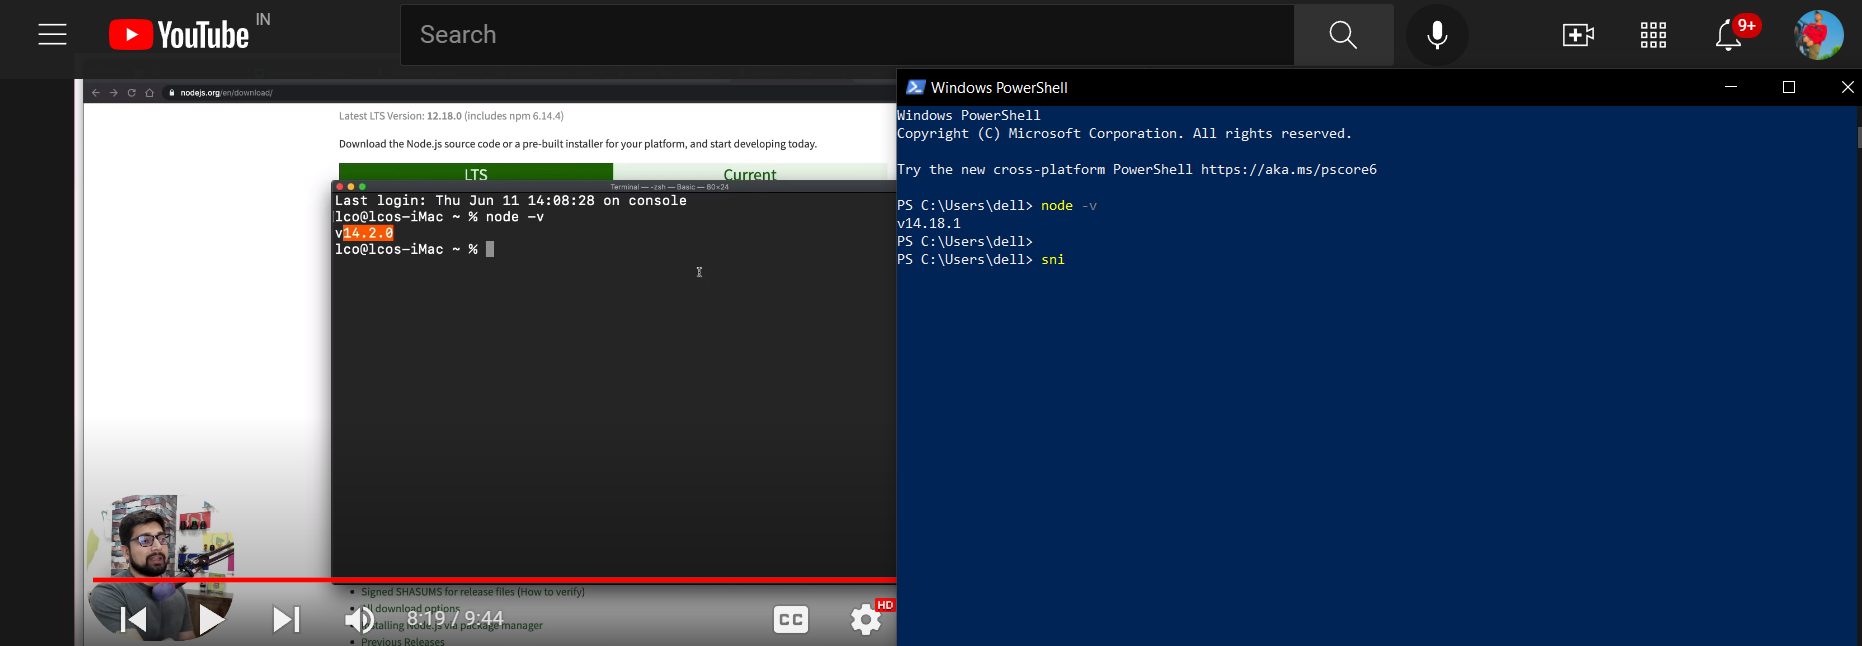 YouTube IN
Search
9+
nodejs.org/en/download/
Latest LTS Version: 12.18.0 (includes npm 6.14.4)
Download the Node.js source code or a pre-built installer for your platform, and start developing today.
LTS
Current
Terminal — -zsh — Basic — 80×24
Last login: Thu Jun 11 14:08:28 on console
lco@lcos-iMac ~ % node -v
v14.2.0
lco@lcos-iMac ~ %
Signed SHASUMS for release files (How to verify)
All download options
Installing Node.js via package manager
Previous Releases
8:19 / 9:44
CC
HD
Windows PowerShell
Windows PowerShell
Copyright (C) Microsoft Corporation. All rights reserved.
Try the new cross-platform PowerShell https://aka.ms/pscore6
PS C:\Users\dell> node -v
v14.18.1
PS C:\Users\dell>
PS C:\Users\dell> sni